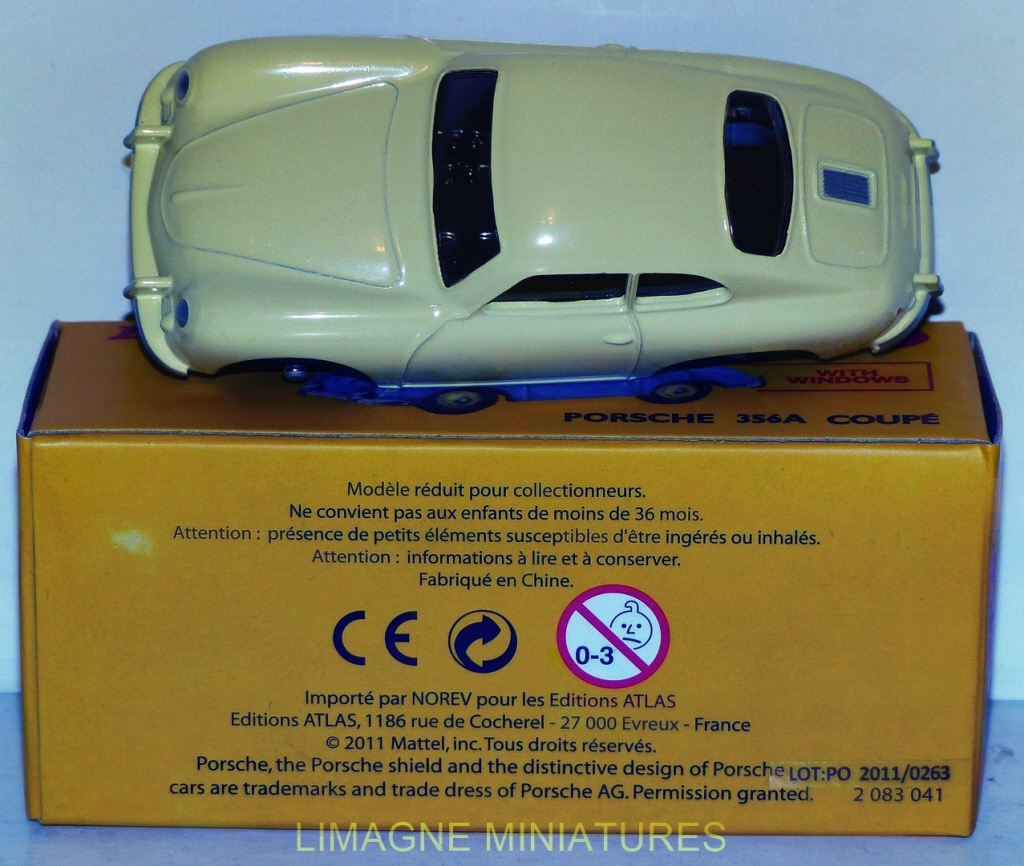 WITH
WINDOWS
PORSCHE 356A COUPÉ
Modèle réduit pour collectionneurs.
Ne convient pas aux enfants de moins de 36 mois.
Attention : présence de petits éléments susceptibles d'être ingérés ou inhalés.
Attention : informations à lire et à conserver.
Fabriqué en Chine.
CE
0-3
Importé par NOREV pour les Editions ATLAS
Editions ATLAS, 1186 rue de Cocherel - 27 000 Evreux - France
© 2011 Mattel, inc. Tous droits réservés.
Porsche, the Porsche shield and the distinctive design of Porsche LOT:PO 2011/0263
cars are trademarks and trade dress of Porsche AG. Permission granted. 2 083 041
LIMAGNE MINIATURES